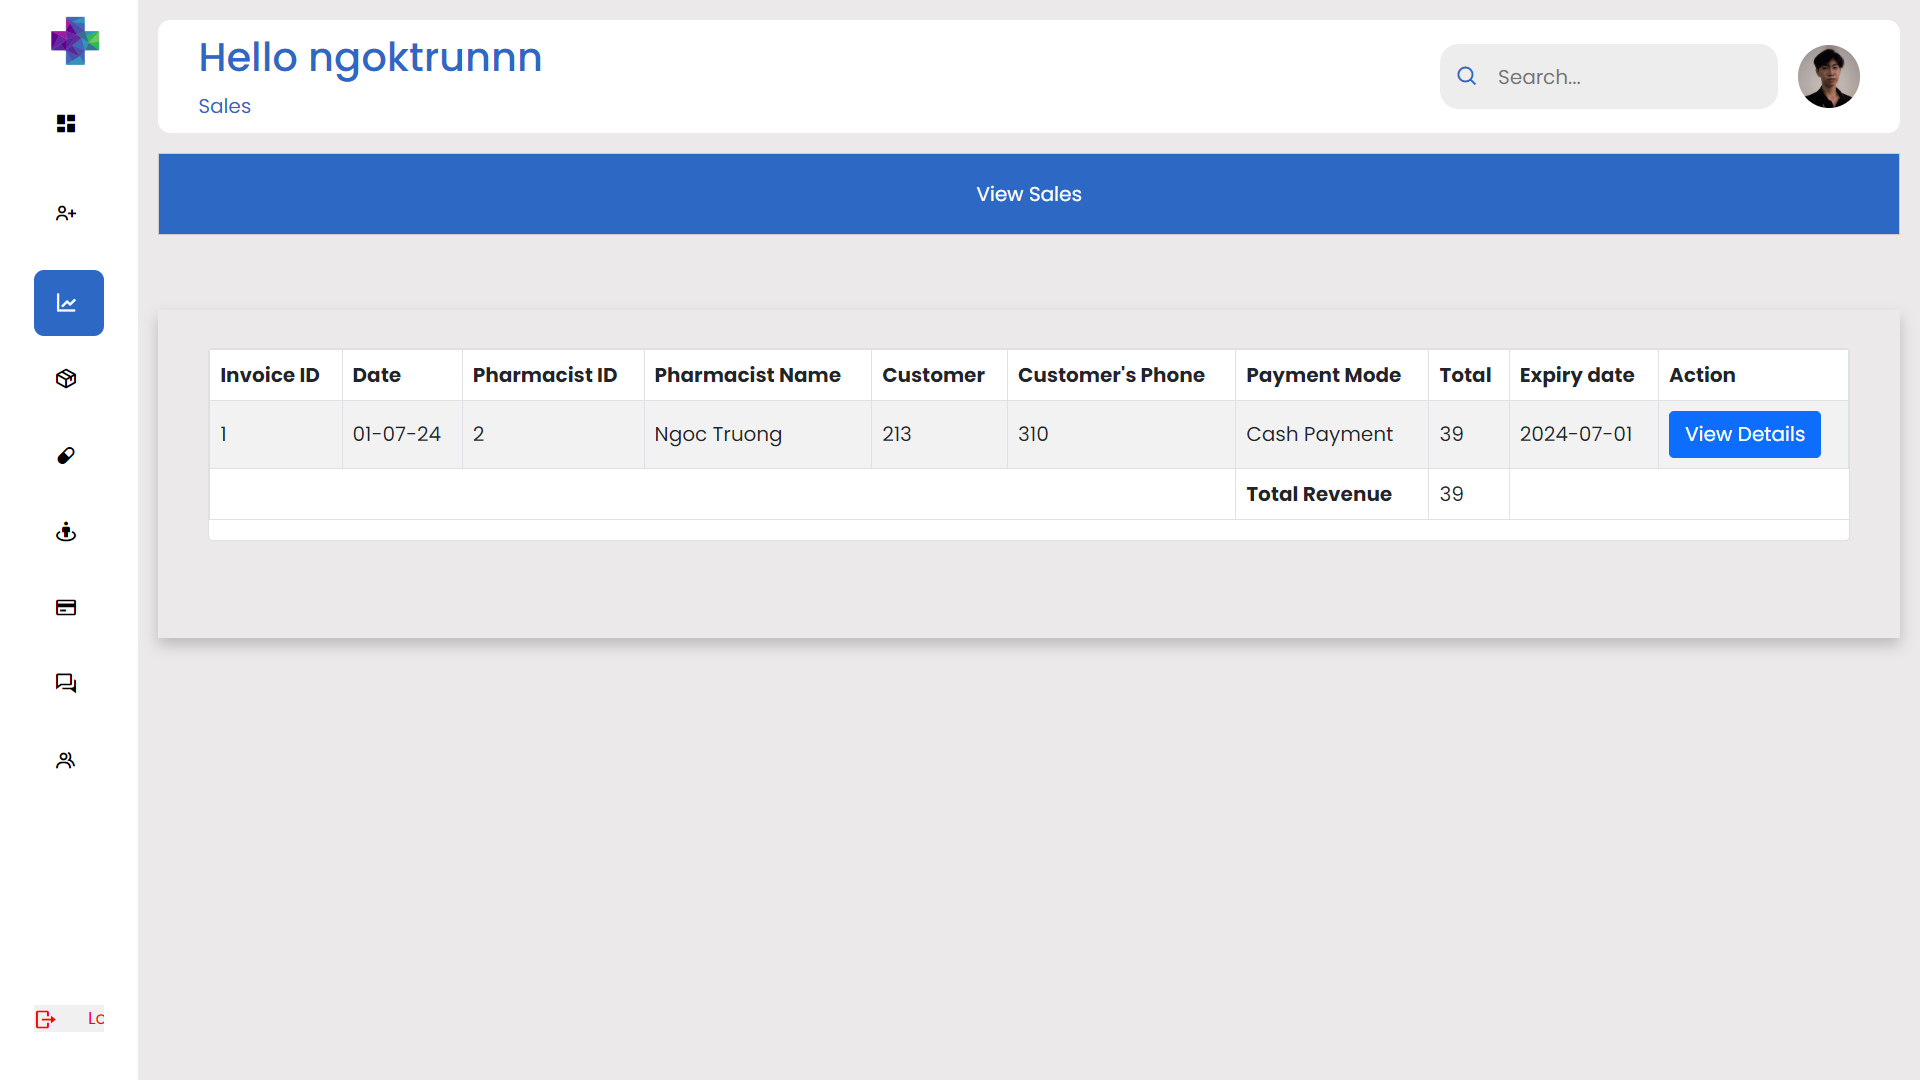 Hello ngoktrunnn
Sales
Search...
View Sales
Invoice ID Date Pharmacist ID Pharmacist Name Customer Customer's Phone Payment Mode Total Expiry date Action
1 01-07-24 2 Ngoc Truong 213 310 Cash Payment 39 2024-07-01 View Details
Total Revenue 39
Lo